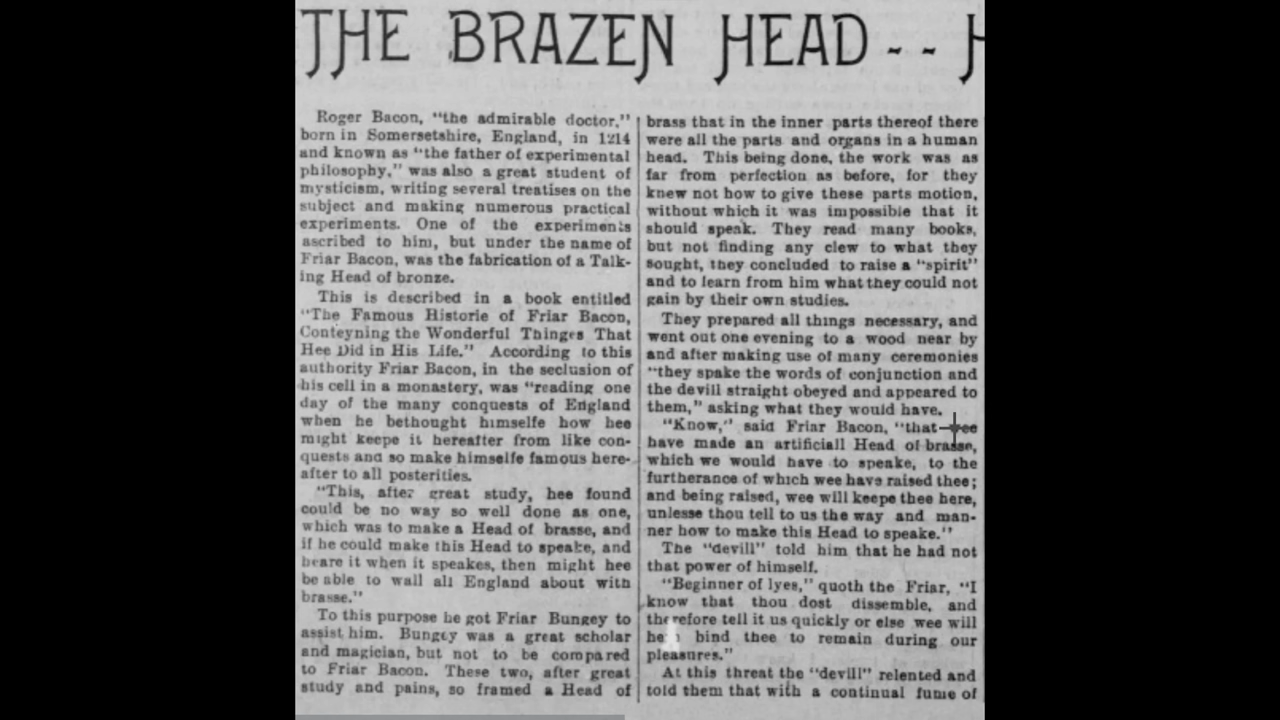 THE BRAZEN HEAD - - H
Roger Bacon, "the admirable doctor,"
born in Somersetshire, England, in 1214
and known as "the father of experimental
philosophy," was also a great student of
mysticism, writing several treatises on the
subject and making numerous practical
experiments. One of the experiments
ascribed to him, but under the name of
Friar Bacon, was the fabrication of a Talk-
ing Head of bronze.
This is described in a book entitled
"The Famous Historie of Friar Bacon,
Conteyning the Wonderful Thinges That
Hee Did in His Life." According to this
authority Friar Bacon, in the seclusion of
his cell in a monastery, was "reading one
day of the many conquests of England
when he bethought himselfe how hee
might keepe it hereafter from like con-
quests and so make himselfe famous here-
after to all posterities.
"This, after great study, hee found
could be no way so well done as one,
which was to make a Head of brasse, and
if he could make this Head to speake, and
heare it when it speakes, then might hee
be able to wall all England about with
brasse."
To this purpose he got Friar Bungey to
assist him. Bungey was a great scholar
and magician, but not to be compared
to Friar Bacon. These two, after great
study and pains, so framed a Head of
brass that in the inner parts thereof there
were all the parts and organs in a human
head. This being done, the work was as
far from perfection as before, for they
knew not how to give these parts motion,
without which it was impossible that it
should speak. They read many books,
but not finding any clew to what they
sought, they concluded to raise a "spirit"
and to learn from him what they could not
gain by their own studies.
They prepared all things necessary, and
went out one evening to a wood near by
and after making use of many ceremonies
"they spake the words of conjunction and
the devill straight obeyed and appeared to
them," asking what they would have.
"Know," said Friar Bacon, "that wee
have made an artificiall Head of brasse,
which we would have to speake, to the
furtherance of which wee have raised thee;
and being raised, wee will keepe thee here,
unlesse thou tell to us the way and man-
ner how to make this Head to speake."
The "devill" told him that he had not
that power of himself.
"Beginner of lyes," quoth the Friar, "I
know that thou dost dissemble, and
therefore tell it us quickly or else wee will
bind thee to remain during our
pleasures."
At this threat the "devill" relented and
told them that with a continual fume of